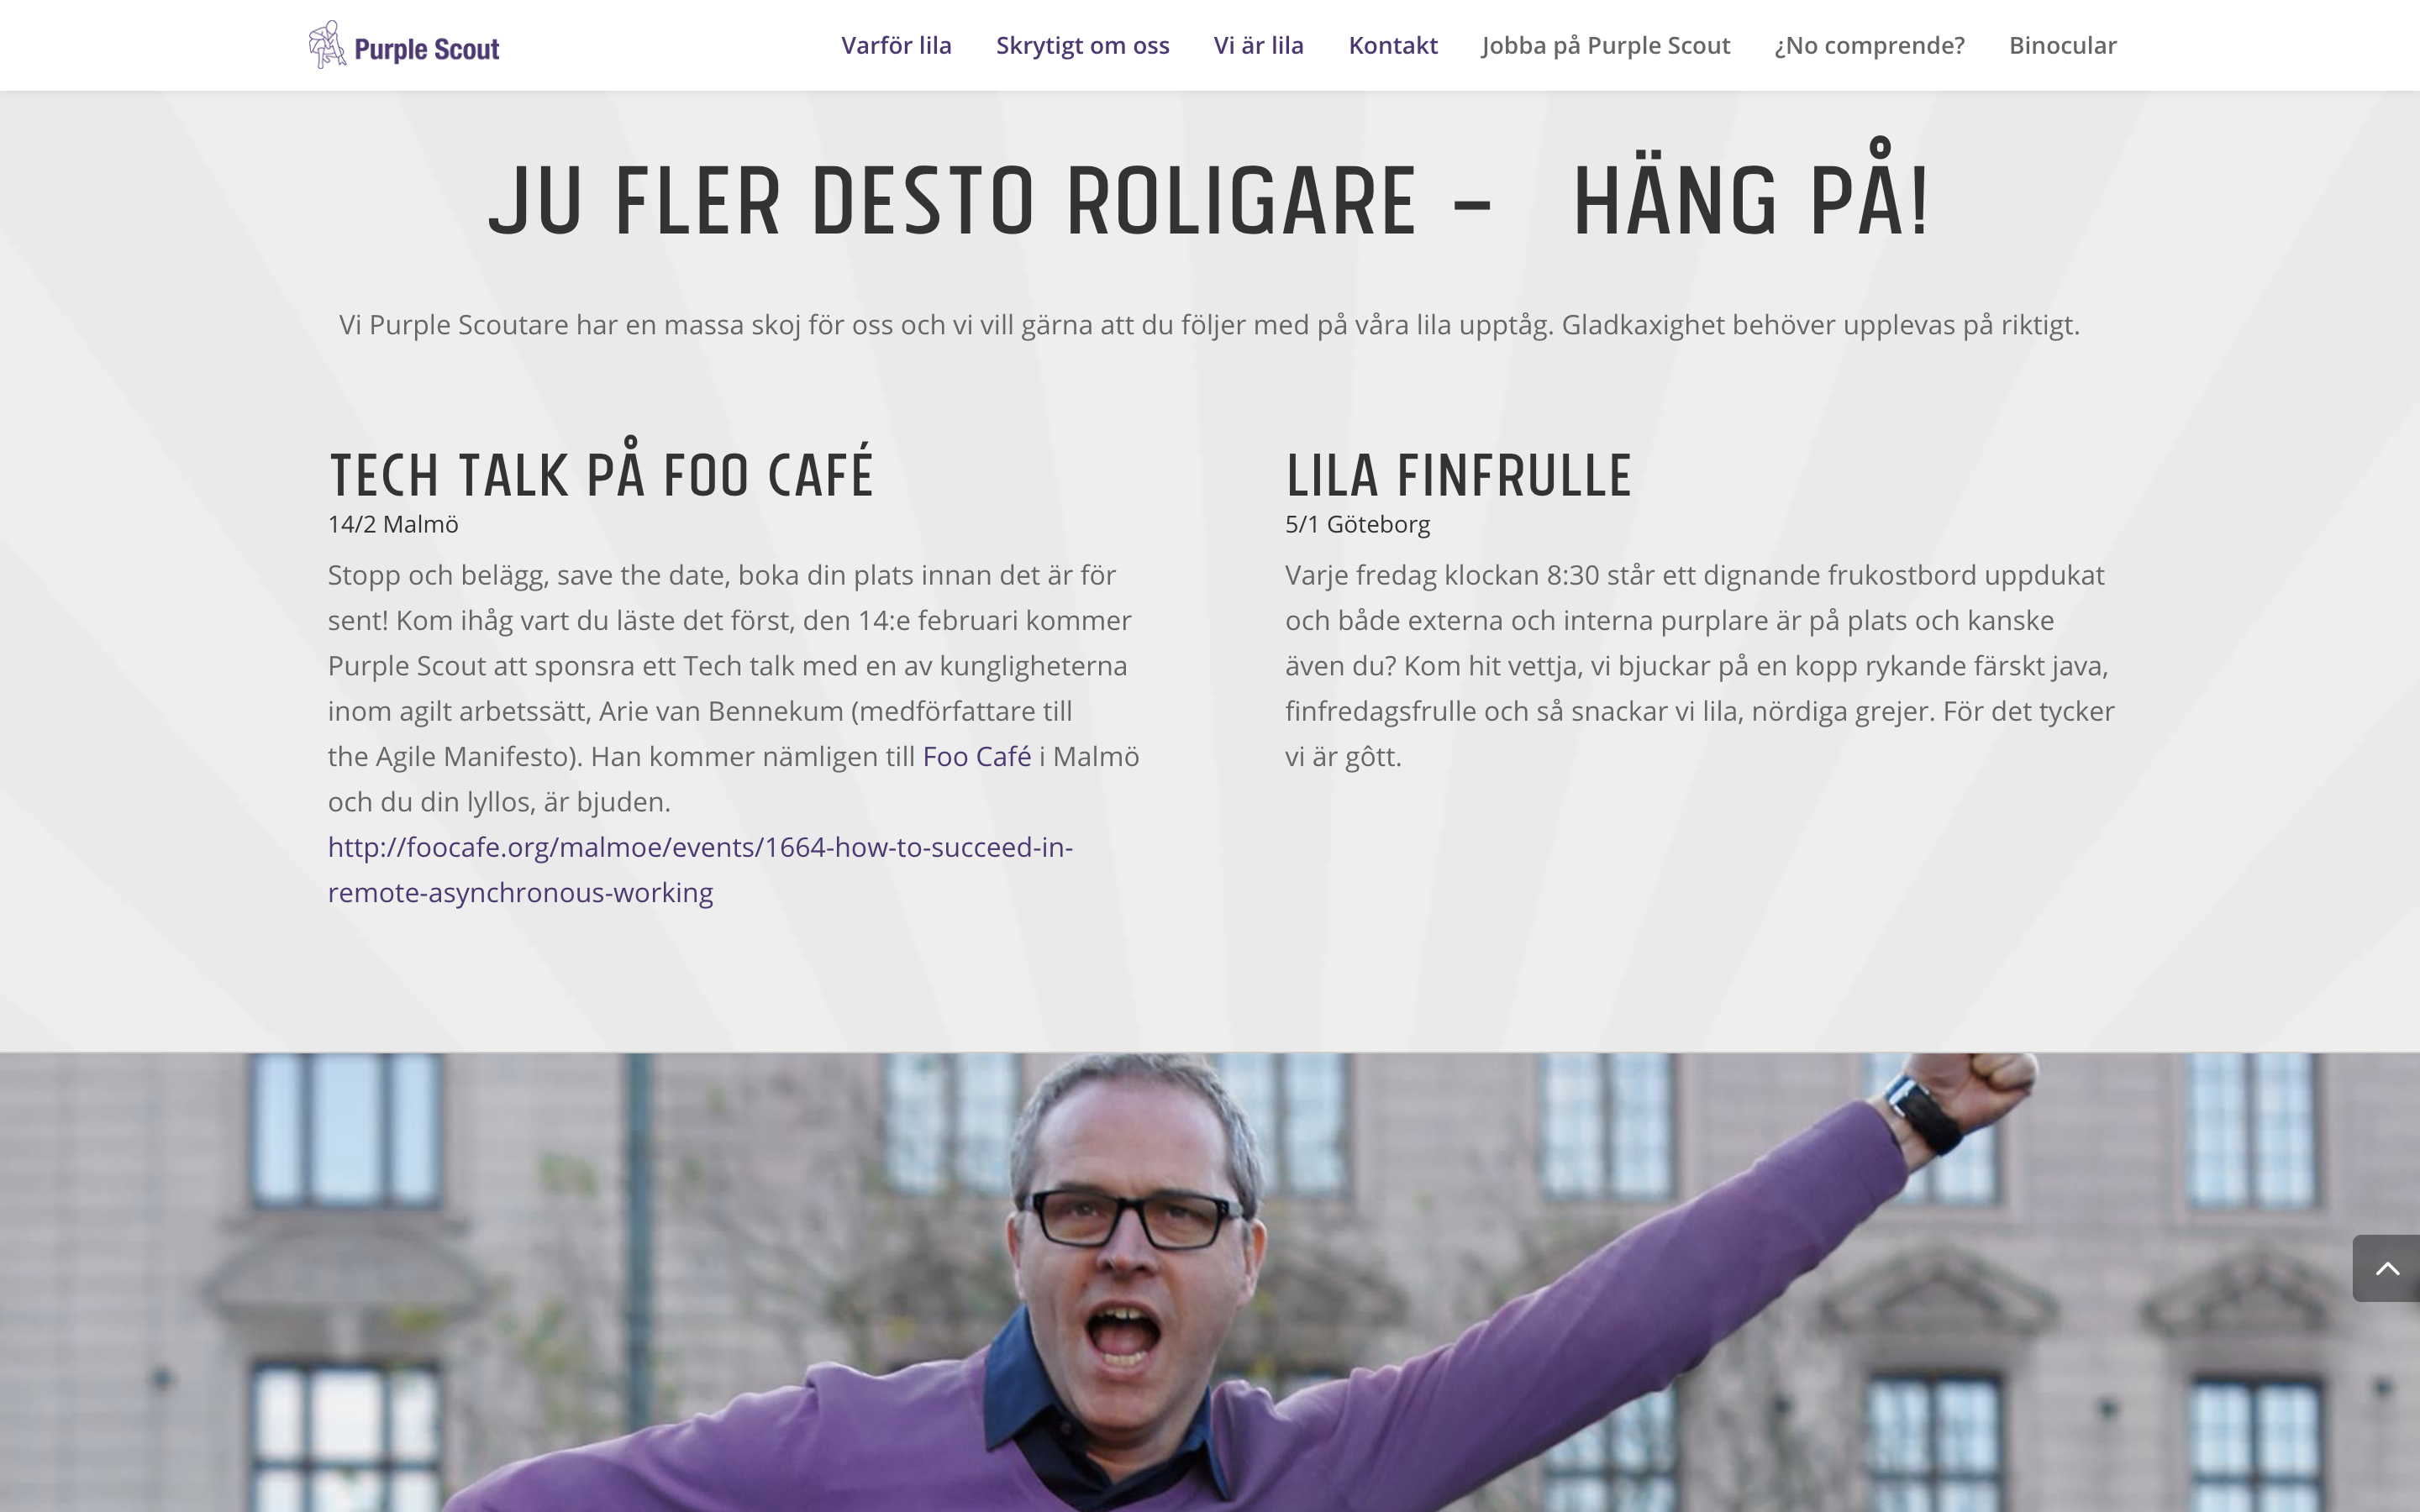 Purple Scout
Varför lila
Skrytigt om oss
Vi är lila
Kontakt
Jobba på Purple Scout
¿No comprende?
Binocular
JU FLER DESTO ROLIGARE – HÄNG PÅ!
Vi Purple Scoutare har en massa skoj för oss och vi vill gärna att du följer med på våra lila upptåg. Gladkaxighet behöver upplevas på riktigt.
TECH TALK PÅ FOO CAFÉ
14/2 Malmö
Stopp och belägg, save the date, boka din plats innan det är för
sent! Kom ihåg vart du läste det först, den 14:e februari kommer
Purple Scout att sponsra ett Tech talk med en av kungligheterna
inom agilt arbetssätt, Arie van Bennekum (medförfattare till
the Agile Manifesto). Han kommer nämligen till Foo Café i Malmö
och du din lyllos, är bjuden.
http://foocafe.org/malmoe/events/1664-how-to-succeed-in-
remote-asynchronous-working
LILA FINFRULLE
5/1 Göteborg
Varje fredag klockan 8:30 står ett dignande frukostbord uppdukat
och både externa och interna purplare är på plats och kanske
även du? Kom hit vettja, vi bjuckar på en kopp rykande färskt java,
finfredagsfrulle och så snackar vi lila, nördiga grejer. För det tycker
vi är gôtt.